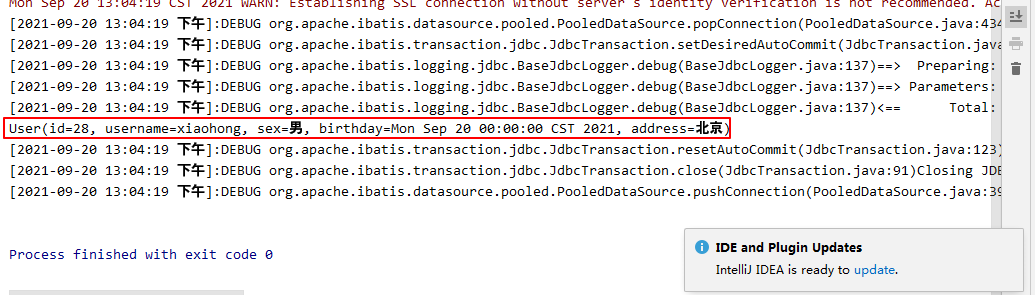 Mon Sep 20 13:04:19 CST 2021 WARN: Establishing SSL connection without server's identity verification is not recommended. Ac
[2021-09-20 13:04:19 下午]:DEBUG org.apache.ibatis.datasource.pooled.PooledDataSource.popConnection(PooledDataSource.java:434
[2021-09-20 13:04:19 下午]:DEBUG org.apache.ibatis.transaction.jdbc.JdbcTransaction.setDesiredAutoCommit(JdbcTransaction.java
[2021-09-20 13:04:19 下午]:DEBUG org.apache.ibatis.logging.jdbc.BaseJdbcLogger.debug(BaseJdbcLogger.java:137)==>  Preparing:
[2021-09-20 13:04:19 下午]:DEBUG org.apache.ibatis.logging.jdbc.BaseJdbcLogger.debug(BaseJdbcLogger.java:137)==> Parameters:
[2021-09-20 13:04:19 下午]:DEBUG org.apache.ibatis.logging.jdbc.BaseJdbcLogger.debug(BaseJdbcLogger.java:137)<==      Total:
User(id=28, username=xiaohong, sex=男, birthday=Mon Sep 20 00:00:00 CST 2021, address=北京)
[2021-09-20 13:04:19 下午]:DEBUG org.apache.ibatis.transaction.jdbc.JdbcTransaction.resetAutoCommit(JdbcTransaction.java:123)
[2021-09-20 13:04:19 下午]:DEBUG org.apache.ibatis.transaction.jdbc.JdbcTransaction.close(JdbcTransaction.java:91)Closing JDB
[2021-09-20 13:04:19 下午]:DEBUG org.apache.ibatis.datasource.pooled.PooledDataSource.pushConnection(PooledDataSource.java:39
Process finished with exit code 0
IDE and Plugin Updates
IntelliJ IDEA is ready to update.